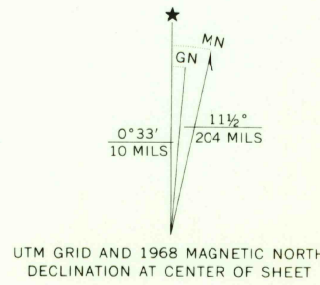 ★
MN
GN
0°33'
10 MILS
11½°
204 MILS
UTM GRID AND 1968 MAGNETIC NORTH
DECLINATION AT CENTER OF SHEET